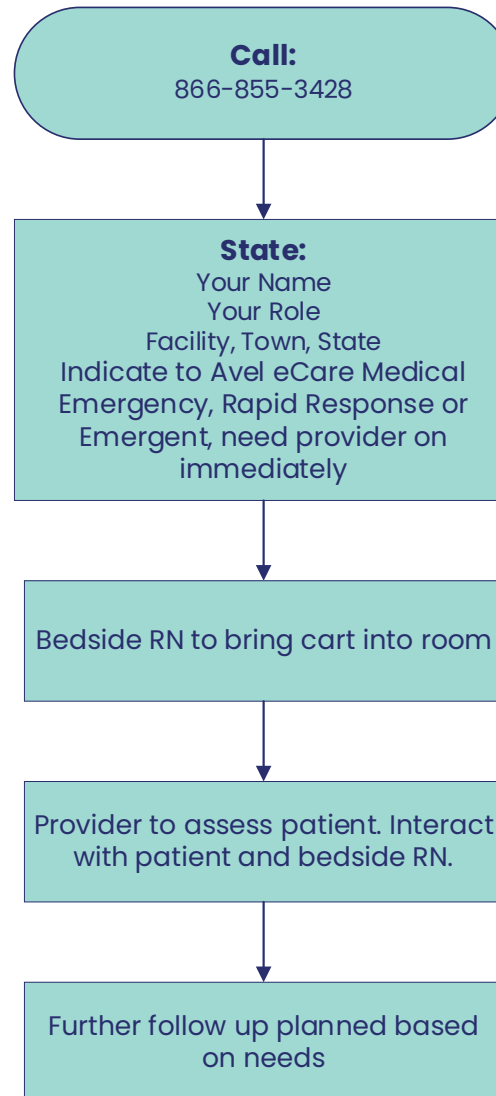 Call:
866-855-3428
State:
Your Name
Your Role
Facility, Town, State
Indicate to Avel eCare Medical
Emergency, Rapid Response or
Emergent, need provider on
immediately
Bedside RN to bring cart into room
Provider to assess patient. Interact
with patient and bedside RN.
Further follow up planned based
on needs